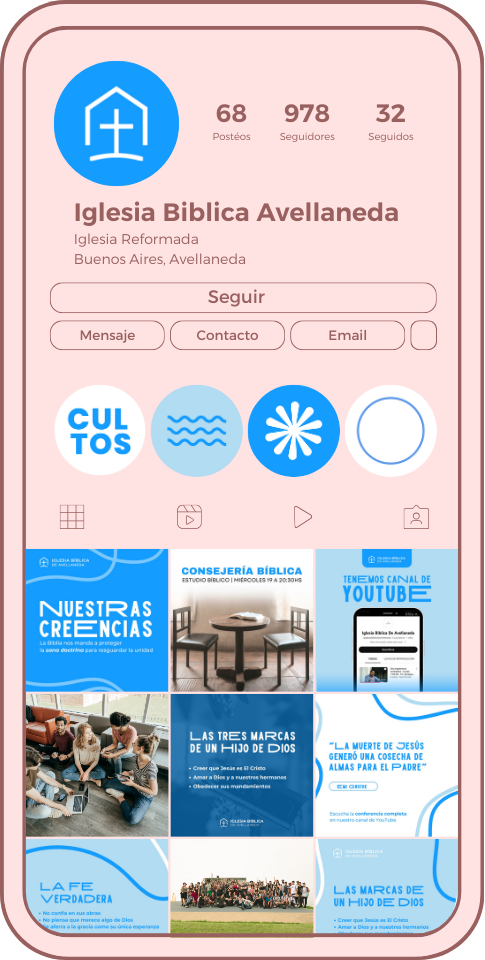 68 978 32
Postéos Seguidores Seguidos
Iglesia Biblica Avellaneda
Iglesia Reformada
Buenos Aires, Avellaneda
Seguir
Mensaje Contacto Email
CUL
TOS
IGLESIA BÍBLICA
DE AVELLANEDA
NUESTRAS
CREENCIAS
La Biblia nos manda a proteger
la sana doctrina para resguardar la unidad
CONSEJERÍA BÍBLICA
ESTUDIO BÍBLICO | MIÉRCOLES 19 A 20:30HS
TENEMOS CANAL DE
YOUTUBE
Iglesia Biblica De Avellaneda
LAS TRES MARCAS
DE UN HIJO DE DIOS
• Creer que Jesús es El Cristo
• Amar a Dios y a nuestros hermanos
• Obedecer sus mandamientos
IGLESIA BÍBLICA
DE AVELLANEDA
"LA MUERTE DE JESÚS
GENERÓ UNA COSECHA DE
ALMAS PARA EL PADRE"
Escucha la conferencia completa
en nuestro canal de YouTube
LA FE
VERDADERA
• No confía en sus obras
• No piensa que merece algo de Dios
Se aferra a la gracia como su única esperanza
IGLESIA BÍBLICA
DE AVELLANEDA
LAS MARCAS DE
UN HIJO DE DIOS
• Creer que Jesús es El Cristo
• Amar a Dios y a nuestros hermanos